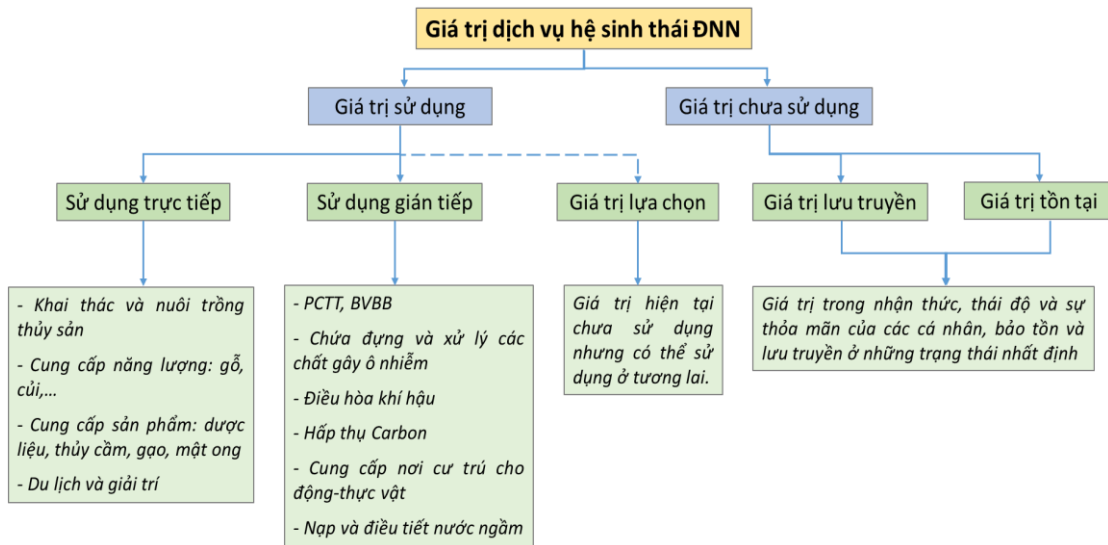 Giá trị dịch vụ hệ sinh thái ĐNN
Giá trị sử dụng
Giá trị chưa sử dụng
Sử dụng trực tiếp
Sử dụng gián tiếp
Giá trị lựa chọn
Giá trị lưu truyền
Giá trị tồn tại
- Khai thác và nuôi trồng
thủy sản
- Cung cấp năng lượng: gỗ,
củi,...
- Cung cấp sản phẩm: dược
liệu, thủy cầm, gạo, mật ong
- Du lịch và giải trí
- PCTT, BVBB
- Chứa đựng và xử lý các
chất gây ô nhiễm
- Điều hòa khí hậu
- Hấp thụ Carbon
- Cung cấp nơi cư trú cho
động-thực vật
- Nạp và điều tiết nước ngầm
Giá trị hiện tại
chưa sử dụng
nhưng có thể sử
dụng ở tương lai.
Giá trị trong nhận thức, thái độ và sự
thỏa mãn của các cá nhân, bảo tồn và
lưu truyền ở những trạng thái nhất định